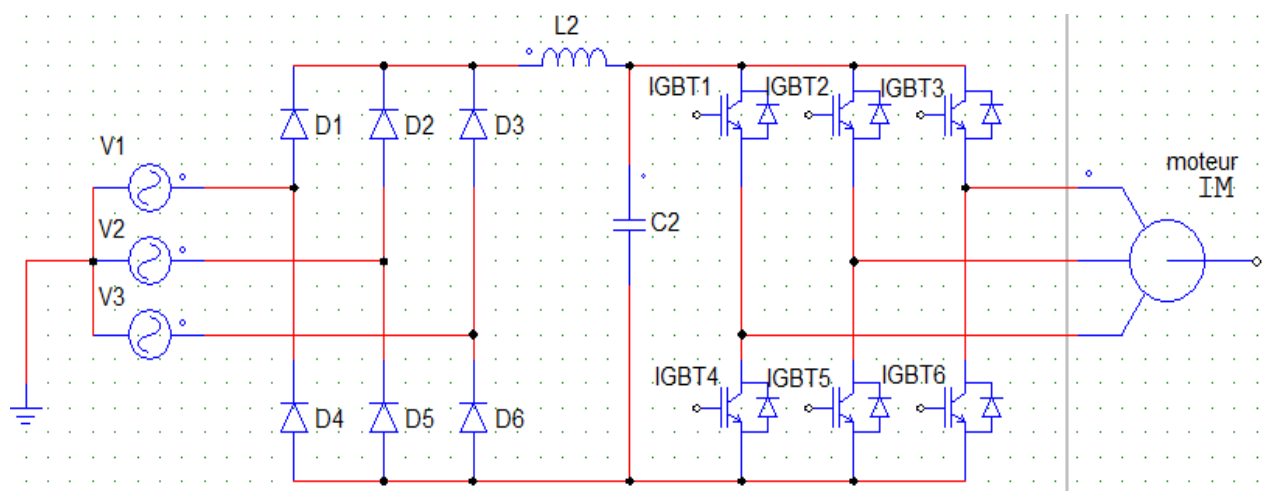 L2
IGBT1 IGBT2 IGBT3
D1 D2 D3
V1
moteur
IM
V2
C2
V3
IGBT4 IGBT5 IGBT6
D4 D5 D6